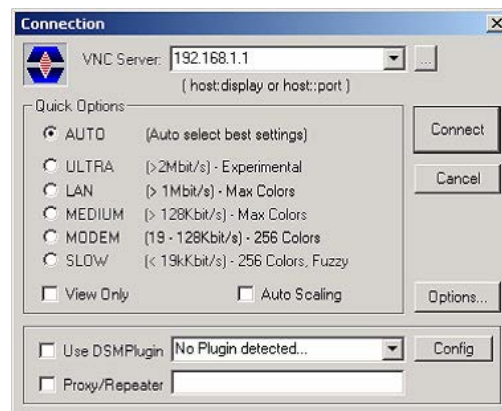 Connection
VNC Server: 192.168.1.1 ...
( host:display or host::port )
Quick Options
AUTO (Auto select best settings)
ULTRA (>2Mbit/s) - Experimental
LAN (> 1Mbit/s) - Max Colors
MEDIUM (> 128Kbit/s) - Max Colors
MODEM (19 - 128Kbit/s) - 256 Colors
SLOW (< 19kKbit/s) - 256 Colors, Fuzzy
View Only Auto Scaling
Connect
Cancel
Options...
Use DSMPlugin No Plugin detected... Config
Proxy/Repeater